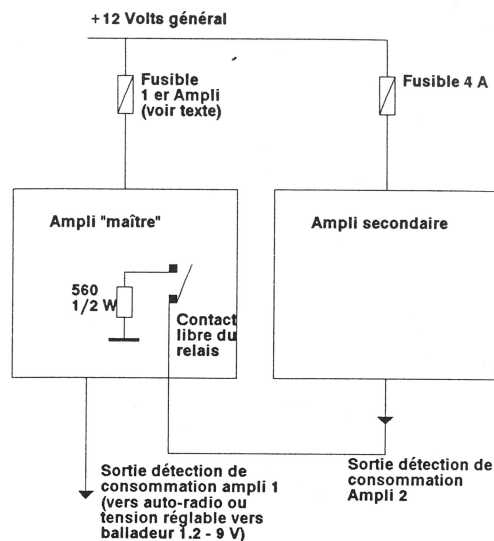 +12 Volts général
Fusible
1 er Ampli
(voir texte)
Fusible 4 A
Ampli "maître"
Ampli secondaire
560
1/2 W
Contact
libre du
relais
Sortie détection de
consommation ampli 1
(vers auto-radio ou
tension réglable vers
balladeur 1.2 - 9 V)
Sortie détection de
consommation
Ampli 2